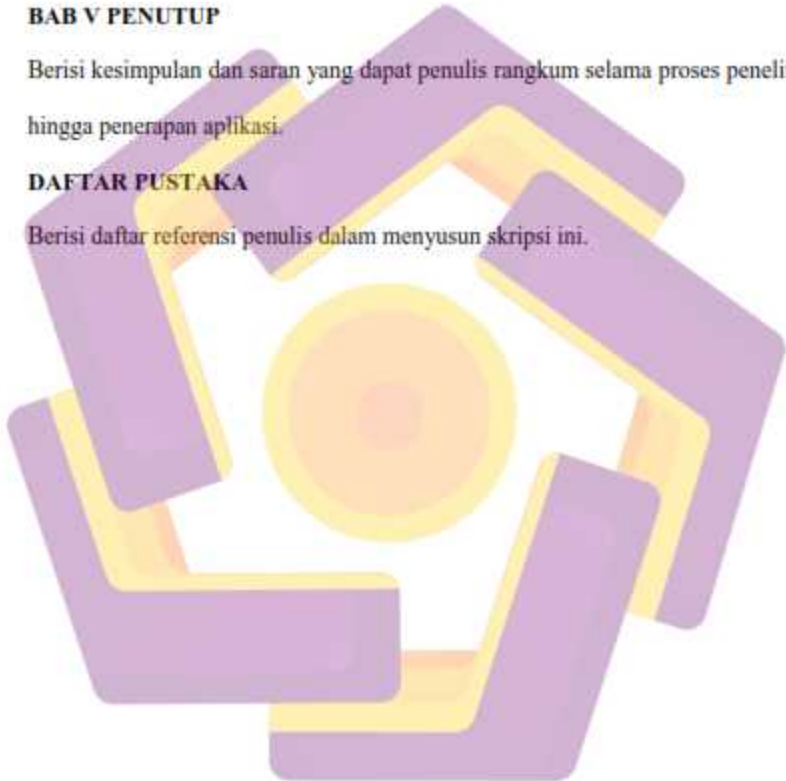 BAB V PENUTUP
Berisi kesimpulan dan saran yang dapat penulis rangkum selama proses
hingga penerapan aplikasi.
DAFTAR PUSTAKA
Berisi daftar referensi penulis dalam menyusun skripsi ini.